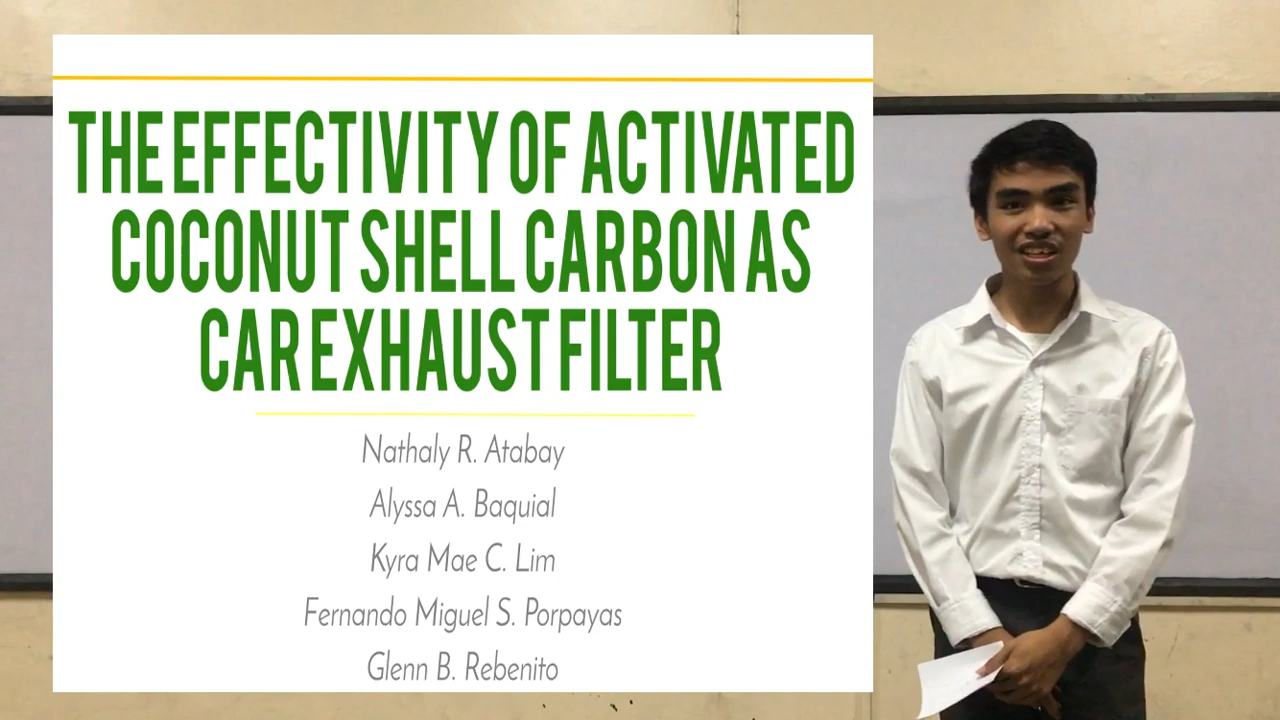 THE EFFECTIVITY OF ACTIVATED
COCONUT SHELL CARBON AS
CAR EXHAUST FILTER
Nathaly R. Atabay
Alyssa A. Baquial
Kyra Mae C. Lim
Fernando Miguel S. Porpayas
Glenn B. Rebenito